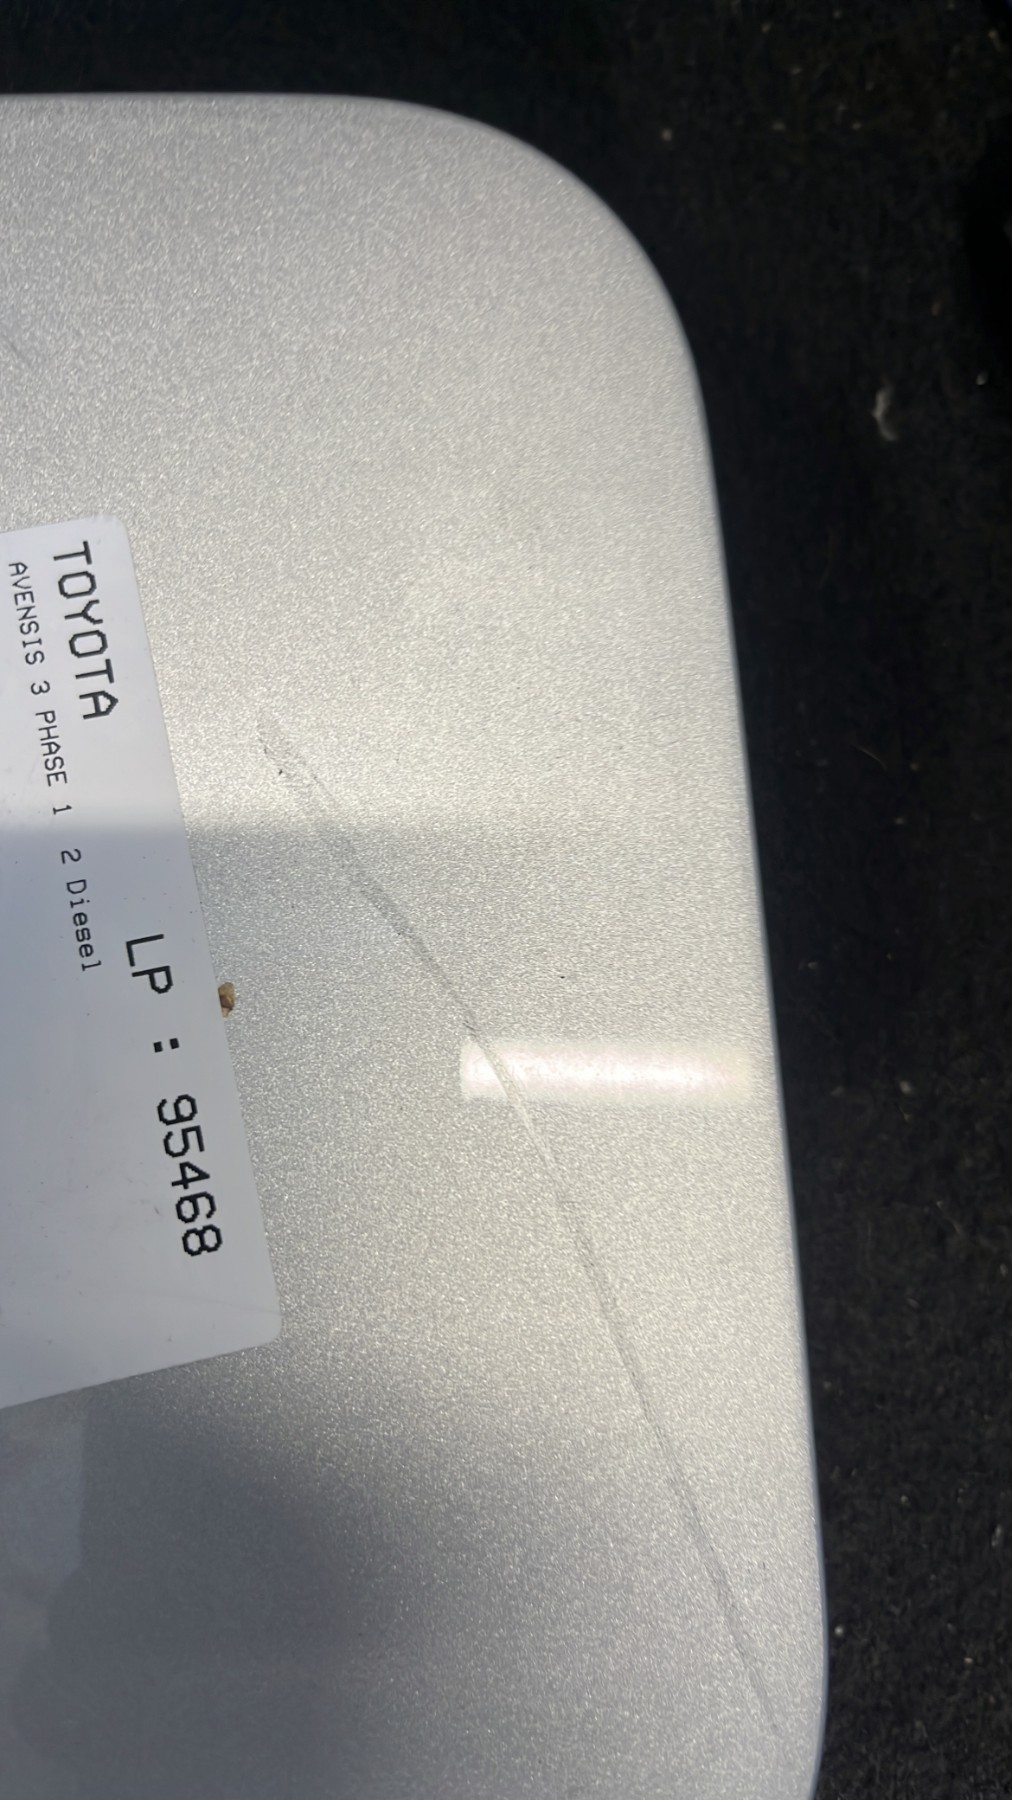 TOYOTA
AVENSIS 3 PHASE 1 2 Diesel
LP : 95468